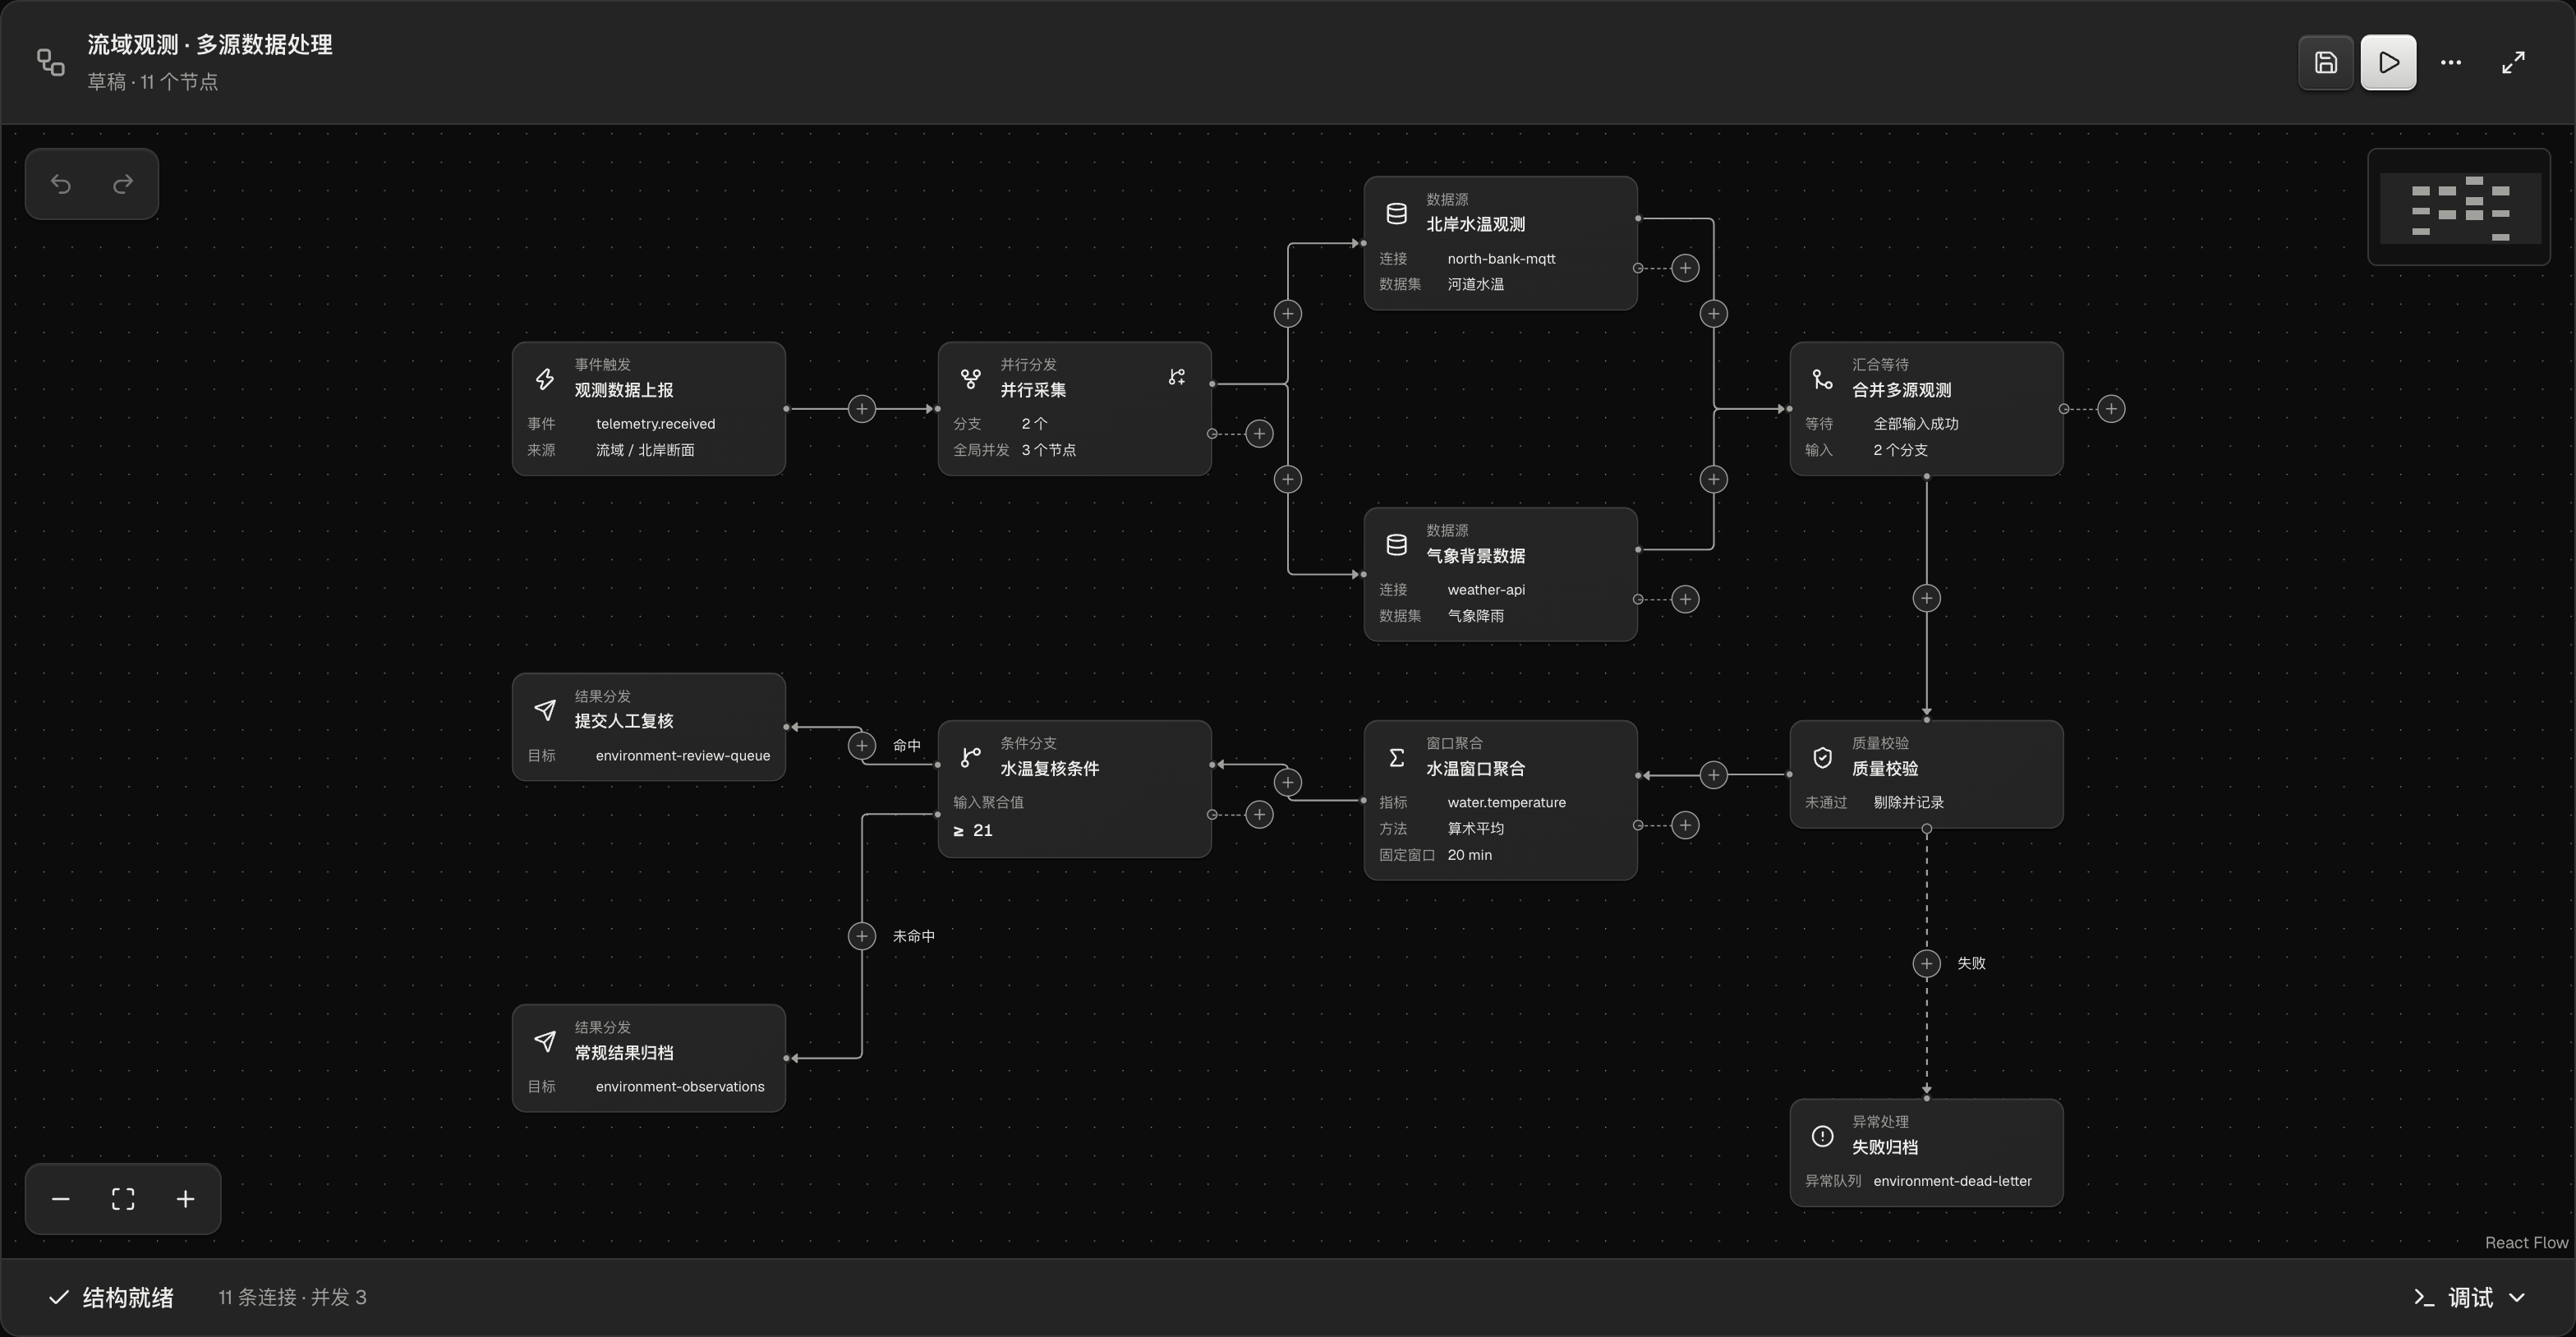 流域观测 · 多源数据处理
草稿 · 11 个节点
数据源
北岸水温观测
连接 north-bank-mqtt
数据集 河道水温
事件触发
观测数据上报
事件 telemetry.received
来源 流域 / 北岸断面
并行分发
并行采集
分支 2 个
全局并发 3 个节点
汇合等待
合并多源观测
等待 全部输入成功
输入 2 个分支
数据源
气象背景数据
连接 weather-api
数据集 气象降雨
结果分发
提交人工复核
目标 environment-review-queue
命中
条件分支
水温复核条件
输入聚合值
≥ 21
窗口聚合
水温窗口聚合
指标 water.temperature
方法 算术平均
固定窗口 20 min
质量校验
质量校验
未通过 剔除并记录
未命中
失败
结果分发
常规结果归档
目标 environment-observations
异常处理
失败归档
异常队列 environment-dead-letter
React Flow
结构就绪 11 条连接 · 并发 3
调试